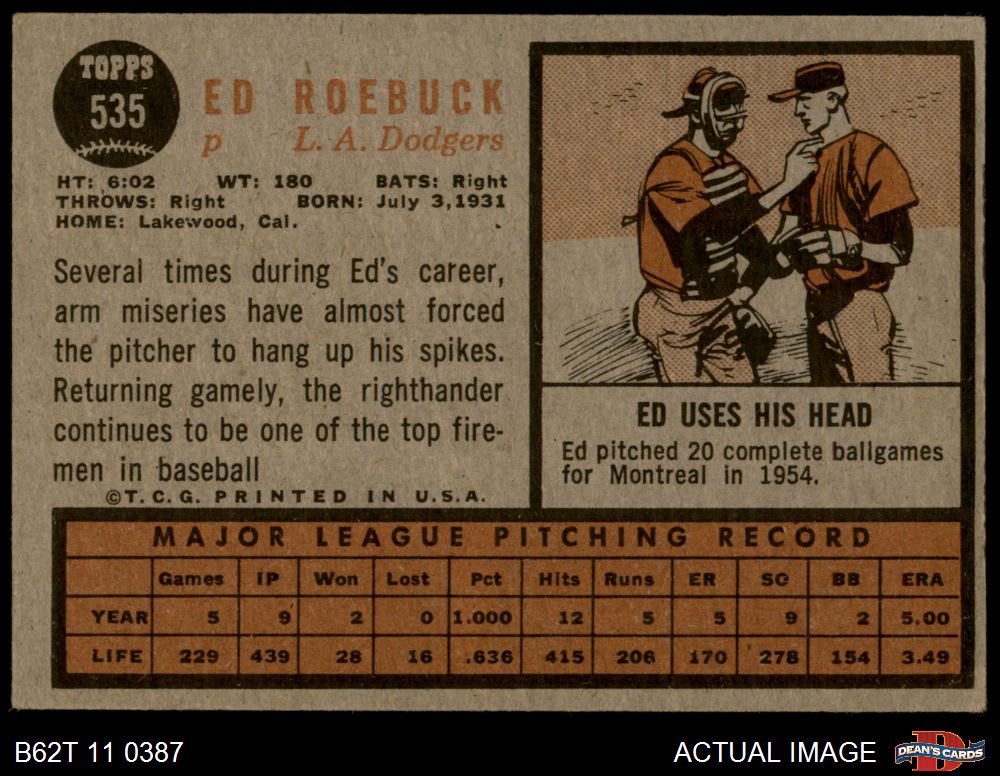 TOPPS
535
ED ROEBUCK
p L. A. Dodgers
HT: 6:02 WT: 180 BATS: Right
THROWS: Right BORN: July 3,1931
HOME: Lakewood, Cal.
Several times during Ed's career,
arm miseries have almost forced
the pitcher to hang up his spikes.
Returning gamely, the righthander
continues to be one of the top fire-
men in baseball
©T. C. G. PRINTED IN U.S.A.
ED USES HIS HEAD
Ed pitched 20 complete ballgames
for Montreal in 1954.
MAJOR LEAGUE PITCHING RECORD
Games IP Won Lost Pct Hits Runs ER SO BB ERA
YEAR 5 9 2 0 1.000 12 5 5 9 2 5.00
LIFE 229 439 28 16 .636 415 206 170 278 154 3.49
B62T 11 0387
ACTUAL IMAGE
D
DEAN'S CARDS